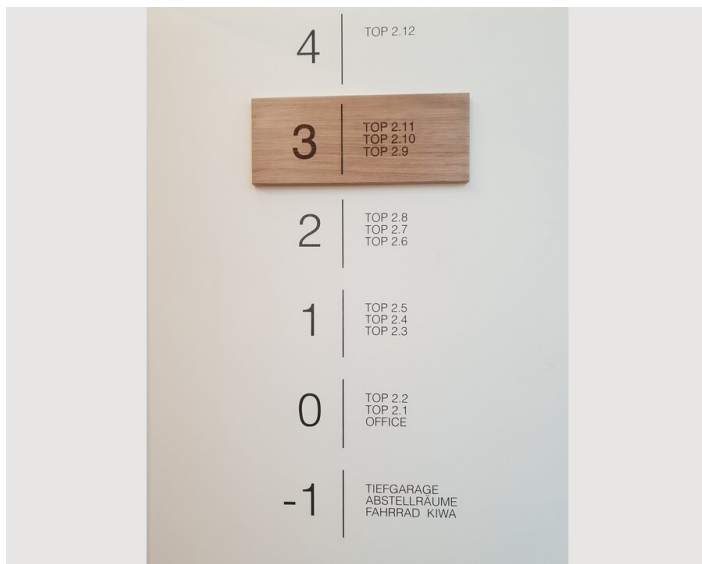 4
TOP 2.12
3
TOP 2.11
TOP 2.10
TOP 2.9
2
TOP 2.8
TOP 2.7
TOP 2.6
1
TOP 2.5
TOP 2.4
TOP 2.3
0
TOP 2.2
TOP 2.1
OFFICE
-1
TIEFGARAGE
ABSTELLRÄUME
FAHRRAD KIWA